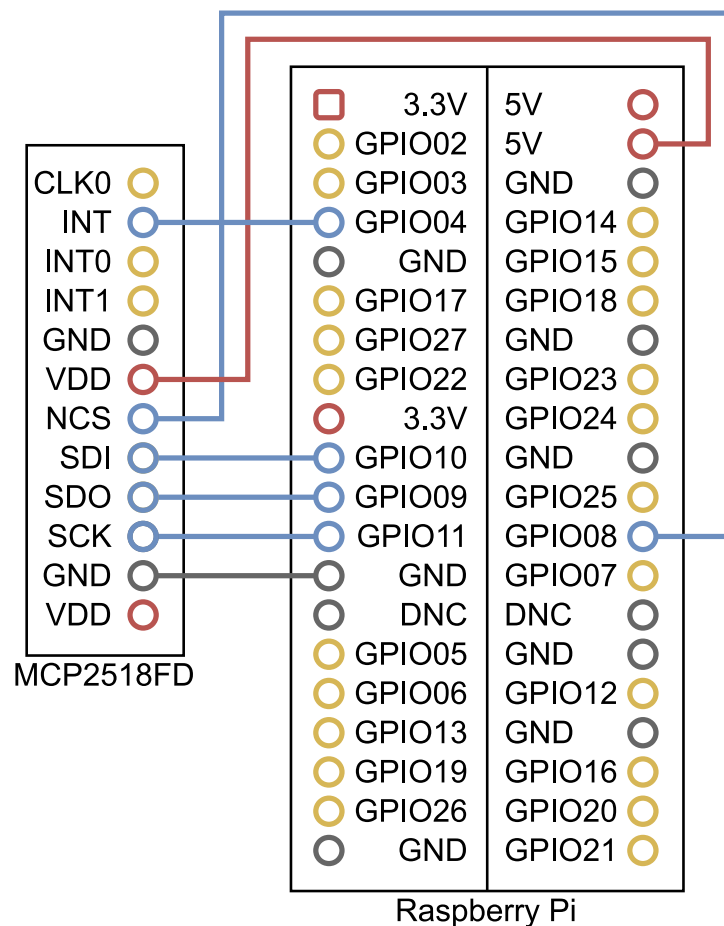 CLK0
INT
INT0
INT1
GND
VDD
NCS
SDI
SDO
SCK
GND
VDD
MCP2518FD
3.3V 5V
GPIO02 5V
GPIO03 GND
GPIO04 GPIO14
GND GPIO15
GPIO17 GPIO18
GPIO27 GND
GPIO22 GPIO23
3.3V GPIO24
GPIO10 GND
GPIO09 GPIO25
GPIO11 GPIO08
GND GPIO07
DNC DNC
GPIO05 GND
GPIO06 GPIO12
GPIO13 GND
GPIO19 GPIO16
GPIO26 GPIO20
GND GPIO21
Raspberry Pi